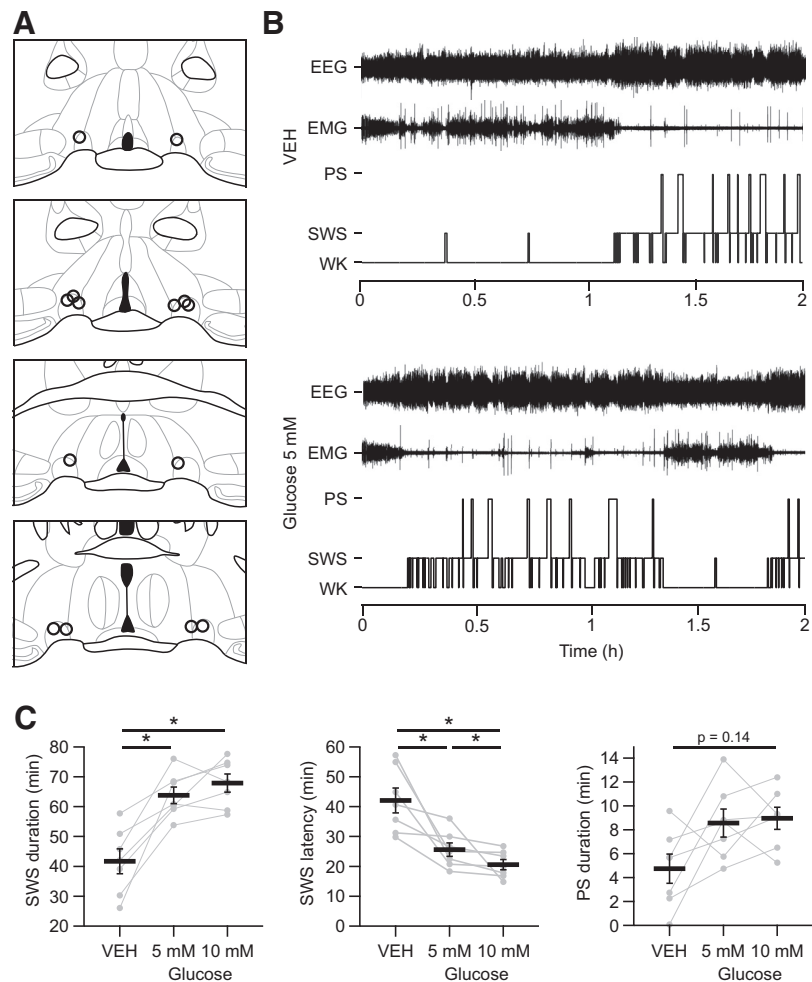 A
B
VEH
EEG
EMG
PS
SWS
WK
0 0.5 1 1.5 2
Glucose 5 mM
EEG
EMG
PS
SWS
WK
0 0.5 1 1.5 2
Time (h)
C
SWS duration (min)
80
70
60
50
40
30
20
* *
VEH 5 mM 10 mM
Glucose
SWS latency (min)
60
50
40
30
20
10
0
* * *
VEH 5 mM 10 mM
Glucose
PS duration (min)
14
12
10
8
6
4
2
0
p = 0.14
VEH 5 mM 10 mM
Glucose